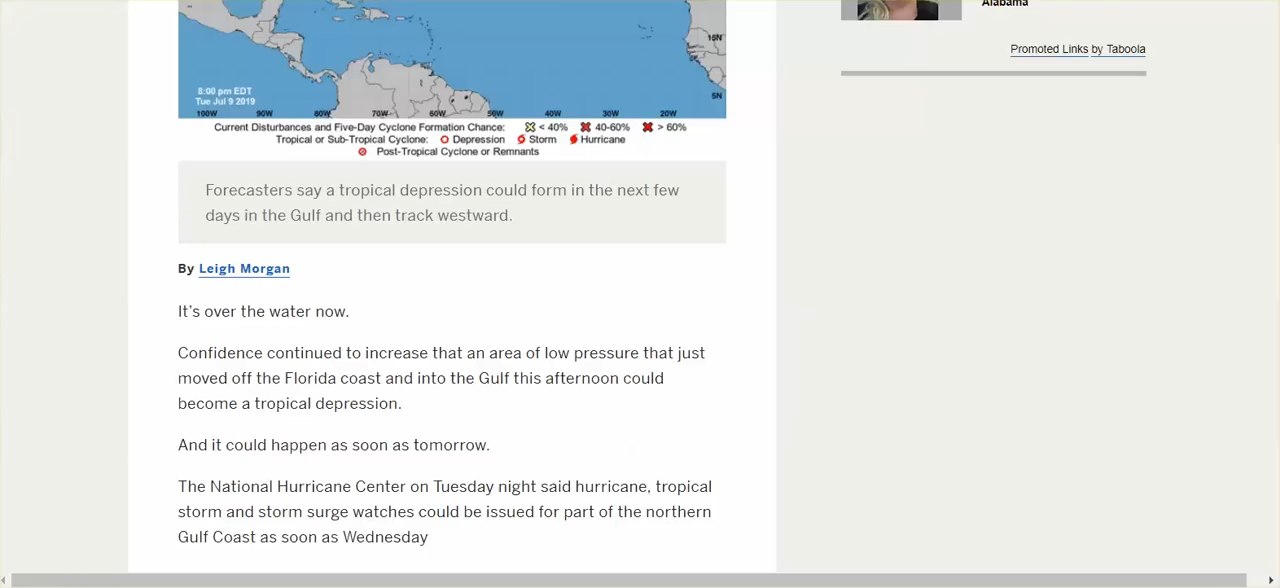 Alabama
Promoted Links by Taboola
15N
8:00 pm EDT
Tue Jul 9 2019
5N
100W 90W 80W 70W 60W 50W 40W 30W 20W
Current Disturbances and Five-Day Cyclone Formation Chance: < 40% 40-60% > 60%
Tropical or Sub-Tropical Cyclone: Depression Storm Hurricane
Post-Tropical Cyclone or Remnants
Forecasters say a tropical depression could form in the next few
days in the Gulf and then track westward.
By Leigh Morgan
It's over the water now.
Confidence continued to increase that an area of low pressure that just
moved off the Florida coast and into the Gulf this afternoon could
become a tropical depression.
And it could happen as soon as tomorrow.
The National Hurricane Center on Tuesday night said hurricane, tropical
storm and storm surge watches could be issued for part of the northern
Gulf Coast as soon as Wednesday